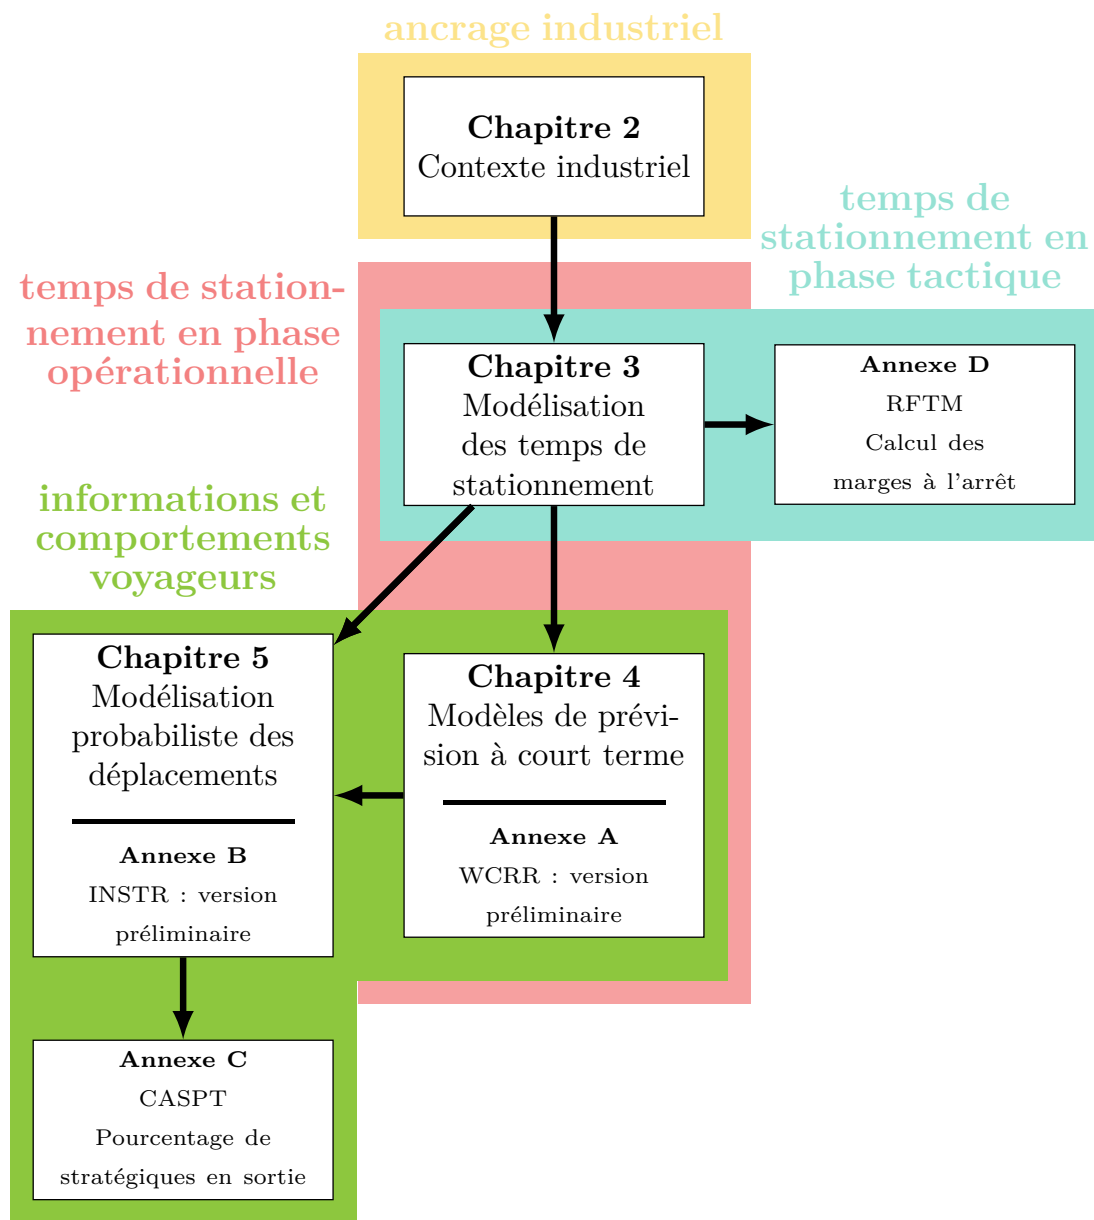 ancrage industriel
Chapitre 2
Contexte industriel
temps de
stationnement en
phase tactique
temps de station-
nement en phase
opérationnelle
Chapitre 3
Modélisation
des temps de
stationnement
Annexe D
RFTM
Calcul des
marges à l'arrêt
informations et
comportements
voyageurs
Chapitre 5
Modélisation
probabiliste des
déplacements
Annexe B
INSTR : version
préliminaire
Chapitre 4
Modèles de prévi-
sion à court terme
Annexe A
WCRR : version
préliminaire
Annexe C
CASPT
Pourcentage de
stratégiques en sortie